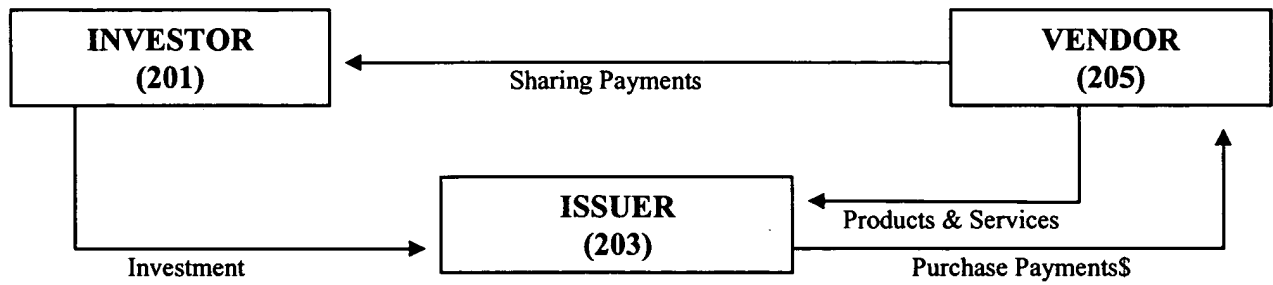 INVESTOR
(201)
VENDOR
(205)
Sharing Payments
ISSUER
(203)
Products & Services
Investment
Purchase Payments$